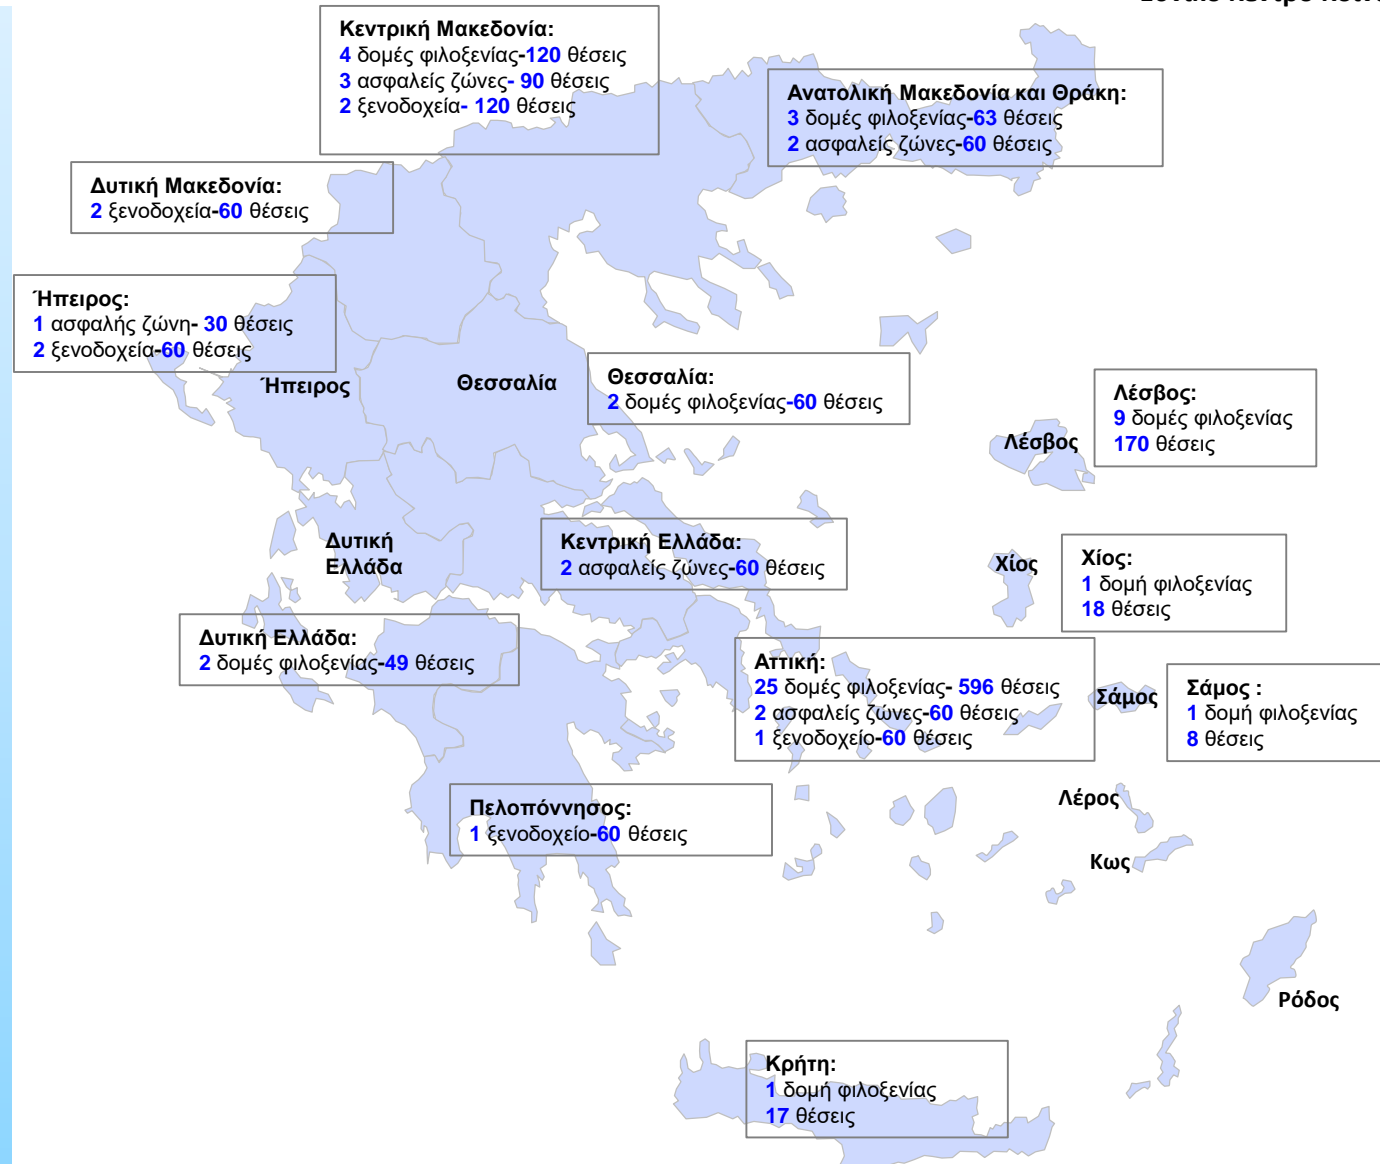 Κεντρική Μακεδονία:
4 δομές φιλοξενίας-120 θέσεις
3 ασφαλείς ζώνες- 90 θέσεις
2 ξενοδοχεία- 120 θέσεις
Ανατολική Μακεδονία και Θράκη:
3 δομές φιλοξενίας-63 θέσεις
2 ασφαλείς ζώνες-60 θέσεις
Δυτική Μακεδονία:
2 ξενοδοχεία-60 θέσεις
Ήπειρος:
1 ασφαλής ζώνη- 30 θέσεις
2 ξενοδοχεία-60 θέσεις
Ήπειρος
Θεσσαλία
Θεσσαλία:
2 δομές φιλοξενίας-60 θέσεις
Λέσβος:
9 δομές φιλοξενίας
170 θέσεις
Λέσβος
Δυτική
Ελλάδα
Κεντρική Ελλάδα:
2 ασφαλείς ζώνες-60 θέσεις
Χίος
Χίος:
1 δομή φιλοξενίας
18 θέσεις
Δυτική Ελλάδα:
2 δομές φιλοξενίας-49 θέσεις
Αττική:
25 δομές φιλοξενίας- 596 θέσεις
2 ασφαλείς ζώνες-60 θέσεις
1 ξενοδοχείο-60 θέσεις
Σάμος
Σάμος :
1 δομή φιλοξενίας
8 θέσεις
Πελοπόννησος:
1 ξενοδοχείο-60 θέσεις
Λέρος
Κως
Ρόδος
Κρήτη:
1 δομή φιλοξενίας
17 θέσεις